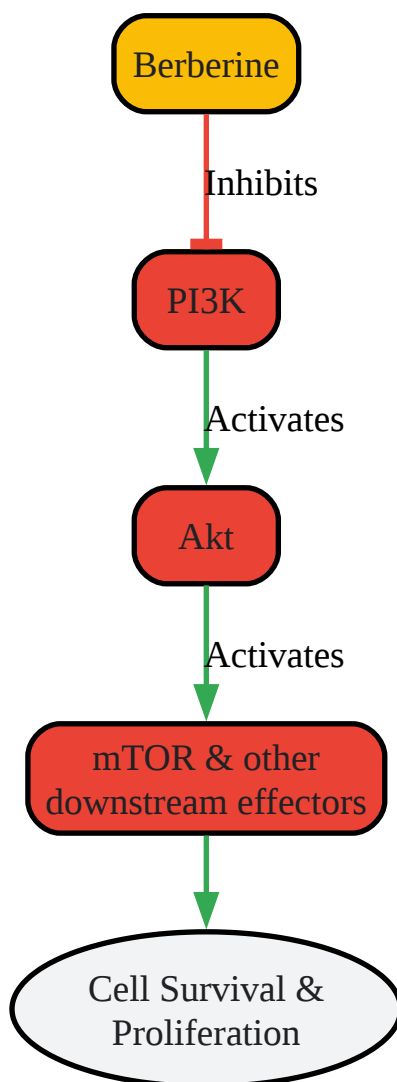 Berberine
Inhibits
PI3K
Activates
Akt
Activates
mTOR & other
downstream effectors
Cell Survival &
Proliferation